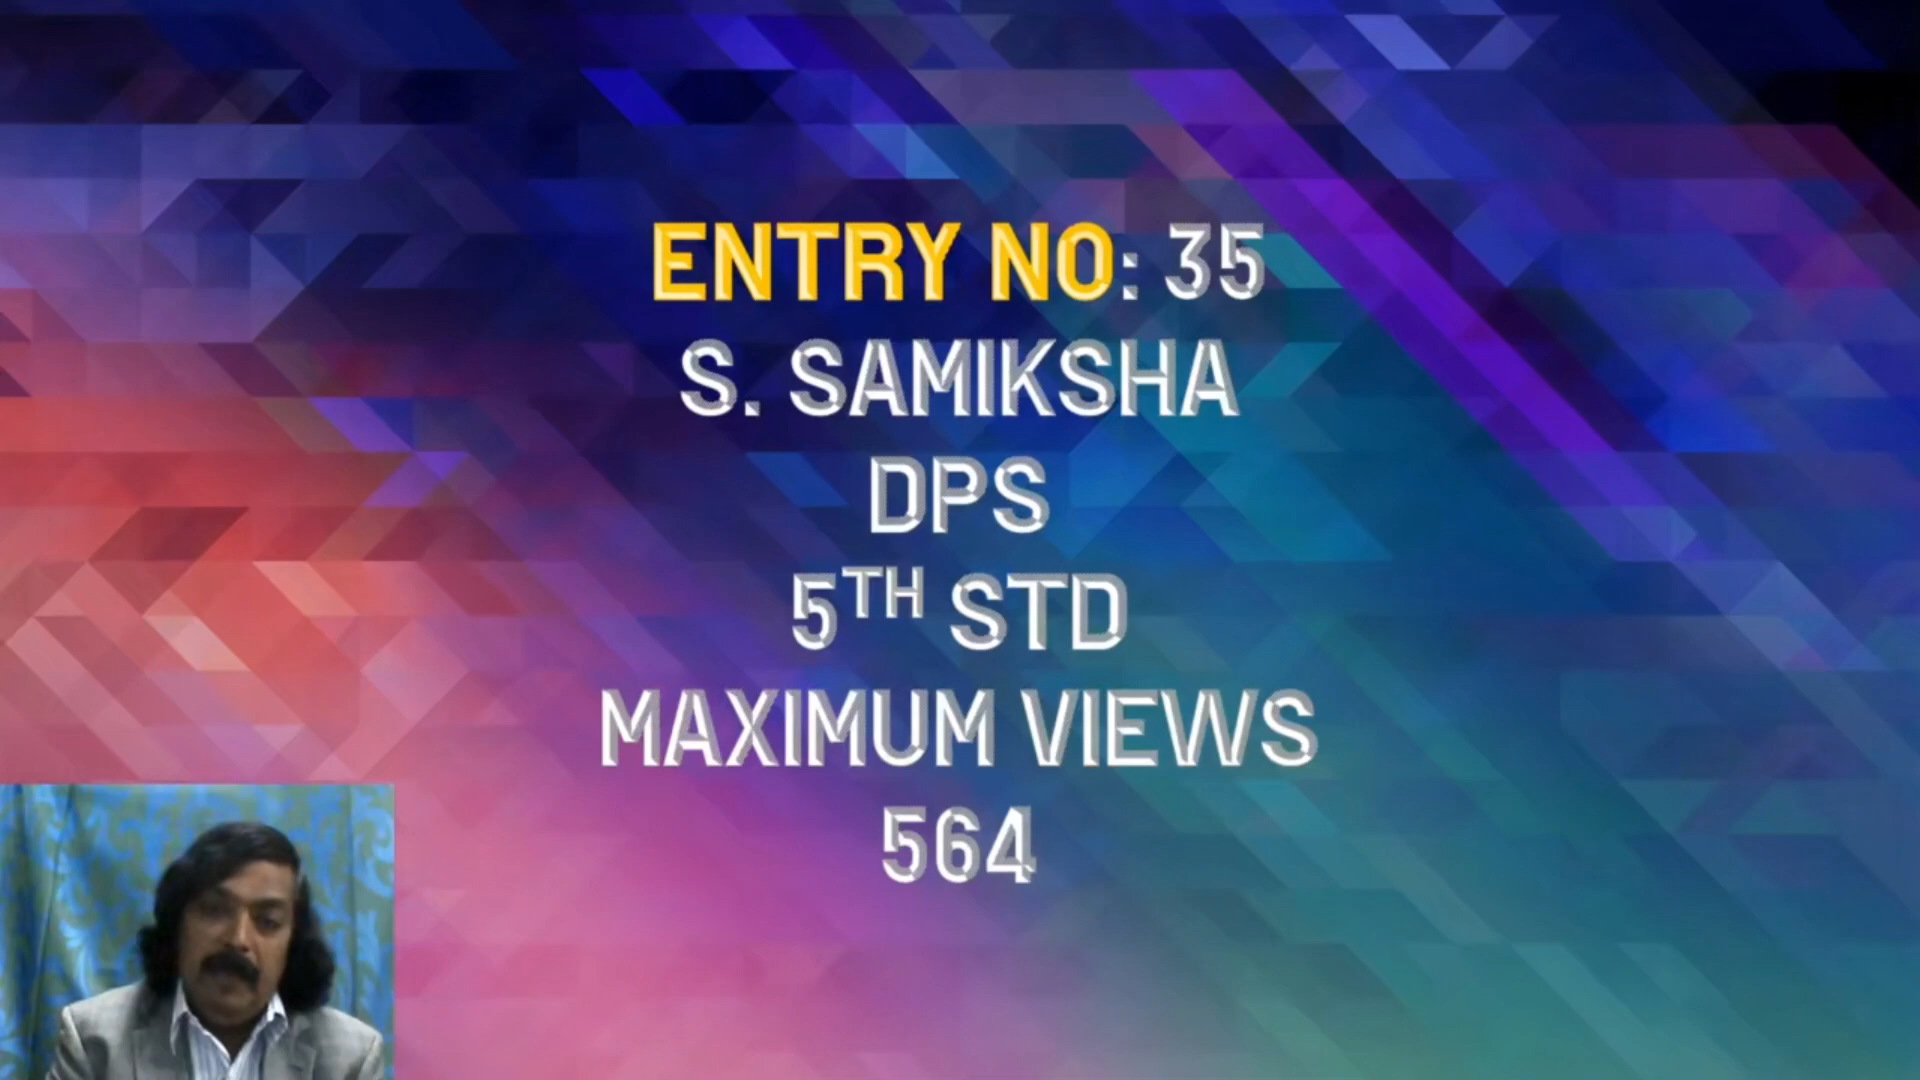 ENTRY NO: 35
S. SAMIKSHA
DPS
5TH STD
MAXIMUM VIEWS
564